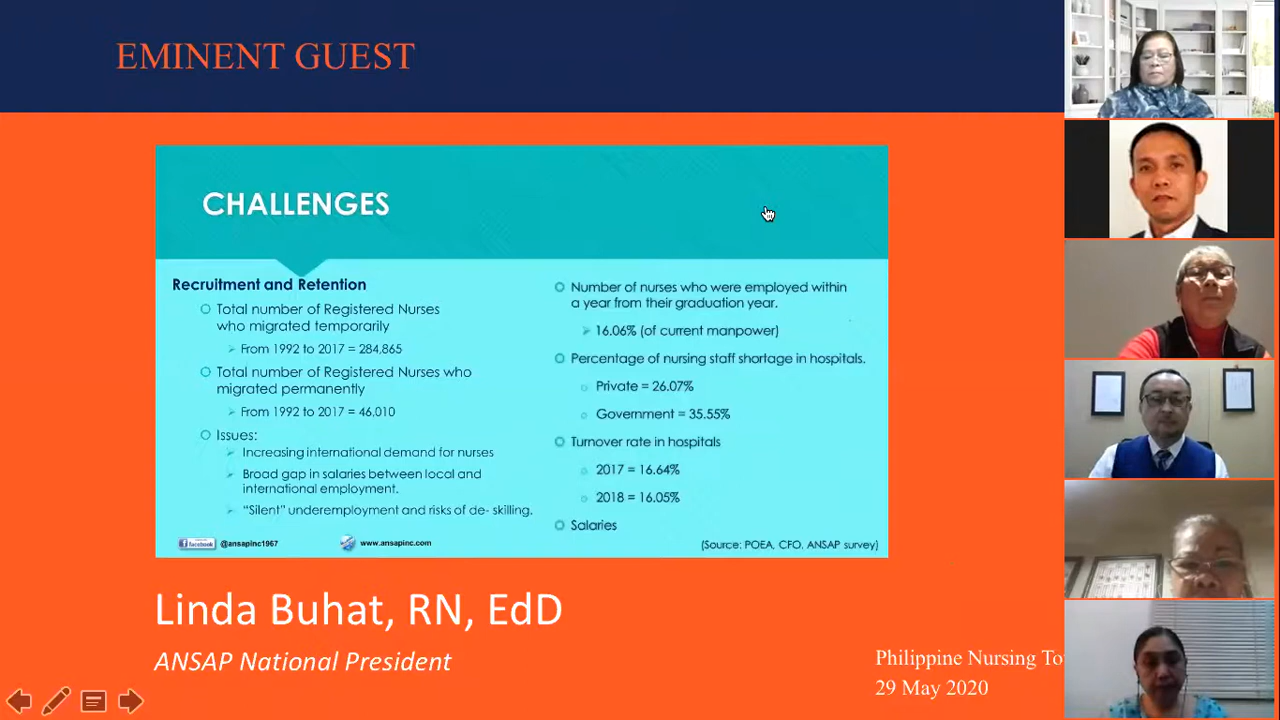 EMINENT GUEST
CHALLENGES
Recruitment and Retention
Total number of Registered Nurses
who migrated temporarily
From 1992 to 2017 = 284,865
Total number of Registered Nurses who
migrated permanently
From 1992 to 2017 = 46,010
Issues:
Increasing international demand for nurses
Broad gap in salaries between local and
international employment.
“Silent” underemployment and risks of de- skilling.
facebook @ansapinc1967
www.ansapinc.com
Number of nurses who were employed within
a year from their graduation year.
16.06% (of current manpower)
Percentage of nursing staff shortage in hospitals.
Private = 26.07%
Government = 35.55%
Turnover rate in hospitals
2017 = 16.64%
2018 = 16.05%
Salaries
(Source: POEA, CFO, ANSAP survey)
Linda Buhat, RN, EdD
ANSAP National President
Philippine Nursing To
29 May 2020